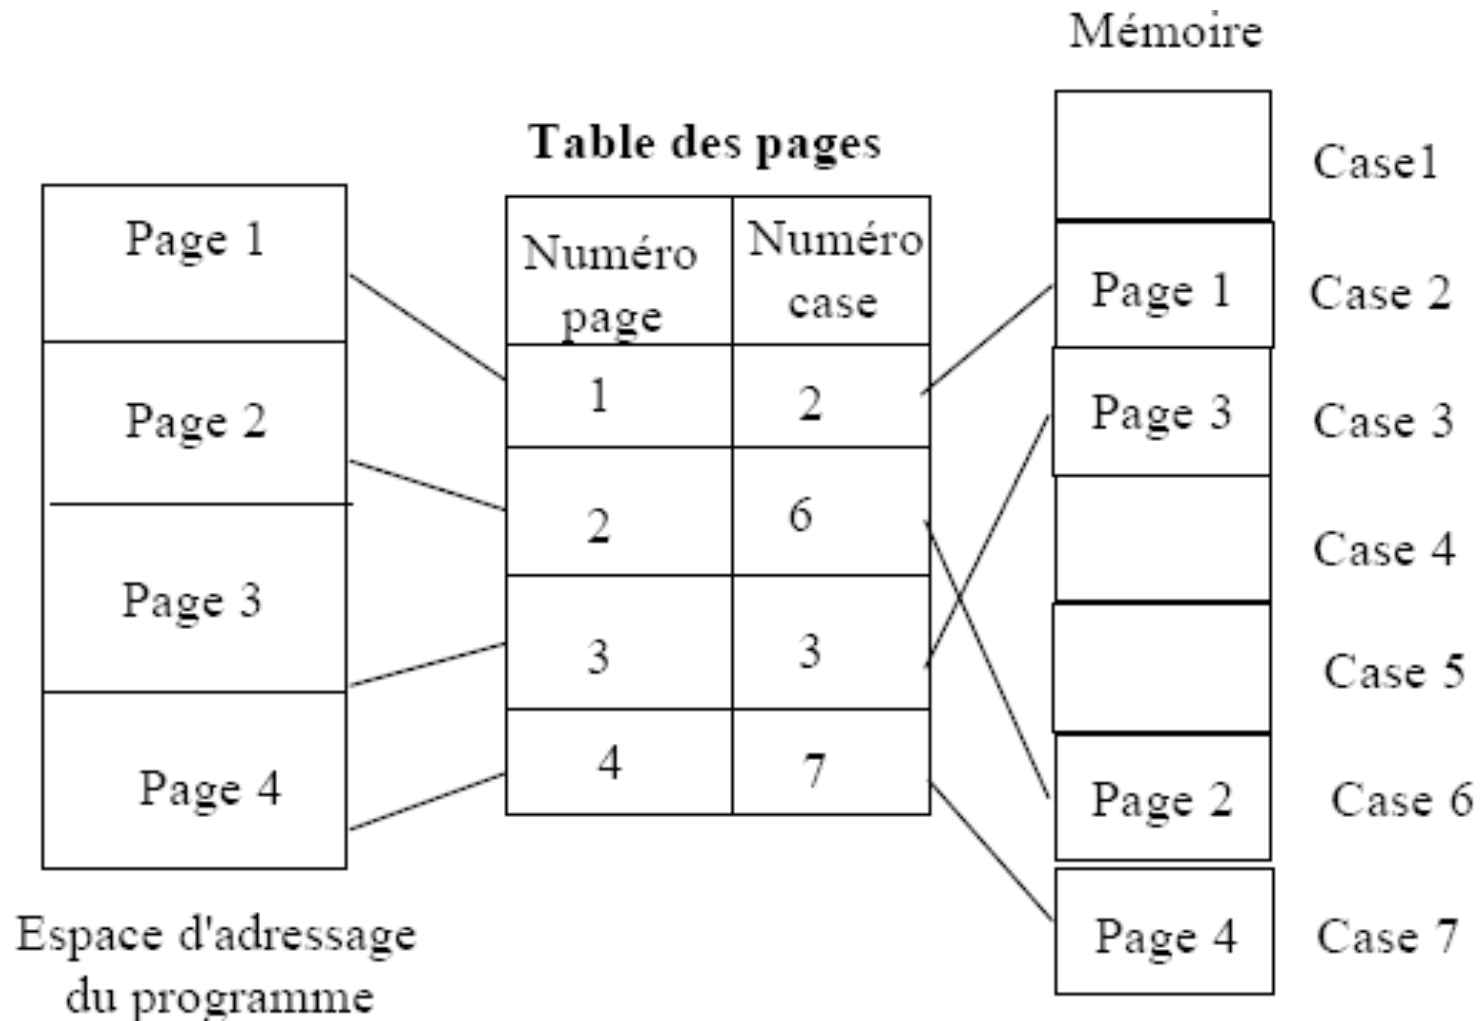 Mémoire
Table des pages
Page 1
Page 2
Page 3
Page 4
Espace d'adressage
du programme
Numéro
page
Numéro
case
1
2
2
6
3
3
4
7
Case1
Page 1
Case 2
Page 3
Case 3
Case 4
Case 5
Page 2
Case 6
Page 4
Case 7